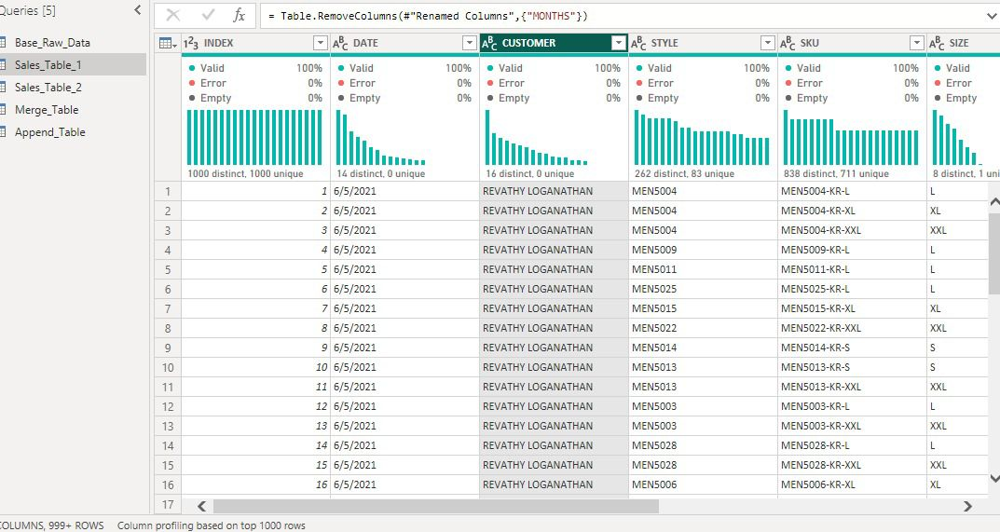 Queries [5]
Base_Raw_Data
Sales_Table_1
Sales_Table_2
Merge_Table
Append_Table
fx = Table.RemoveColumns(#"Renamed Columns",{"MONTHS"})
1²3 INDEX ABC DATE ABC CUSTOMER ABC STYLE ABC SKU ABC SIZE
Valid 100% Valid 100% Valid 100% Valid 100% Valid 100% Valid
Error 0% Error 0% Error 0% Error 0% Error 0% Error
Empty 0% Empty 0% Empty 0% Empty 0% Empty 0% Empty
1000 distinct, 1000 unique 14 distinct, 0 unique 16 distinct, 0 unique 262 distinct, 83 unique 838 distinct, 711 unique 8 distinct, 1 uni
1 1 6/5/2021 REVATHY LOGANATHAN MEN5004 MEN5004-KR-L L
2 2 6/5/2021 REVATHY LOGANATHAN MEN5004 MEN5004-KR-XL XL
3 3 6/5/2021 REVATHY LOGANATHAN MEN5004 MEN5004-KR-XXL XXL
4 4 6/5/2021 REVATHY LOGANATHAN MEN5009 MEN5009-KR-L L
5 5 6/5/2021 REVATHY LOGANATHAN MEN5011 MEN5011-KR-L L
6 6 6/5/2021 REVATHY LOGANATHAN MEN5025 MEN5025-KR-L L
7 7 6/5/2021 REVATHY LOGANATHAN MEN5015 MEN5015-KR-XL XL
8 8 6/5/2021 REVATHY LOGANATHAN MEN5022 MEN5022-KR-XXL XXL
9 9 6/5/2021 REVATHY LOGANATHAN MEN5014 MEN5014-KR-S S
10 10 6/5/2021 REVATHY LOGANATHAN MEN5013 MEN5013-KR-S S
11 11 6/5/2021 REVATHY LOGANATHAN MEN5013 MEN5013-KR-XXL XXL
12 12 6/5/2021 REVATHY LOGANATHAN MEN5003 MEN5003-KR-L L
13 13 6/5/2021 REVATHY LOGANATHAN MEN5003 MEN5003-KR-XXL XXL
14 14 6/5/2021 REVATHY LOGANATHAN MEN5028 MEN5028-KR-L L
15 15 6/5/2021 REVATHY LOGANATHAN MEN5028 MEN5028-KR-XXL XXL
16 16 6/5/2021 REVATHY LOGANATHAN MEN5006 MEN5006-KR-XL XL
17
COLUMNS, 999+ ROWS Column profiling based on top 1000 rows